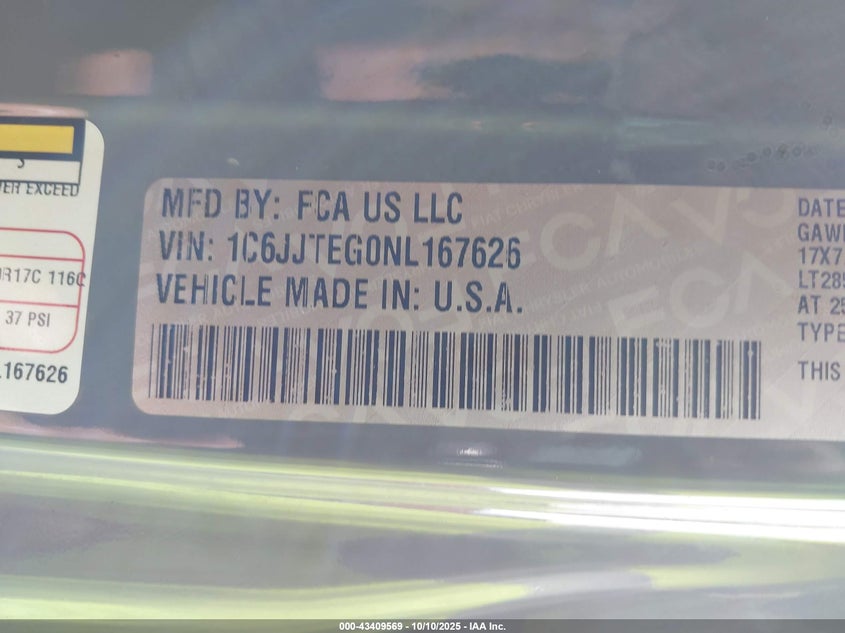 S
VER EXCEED
R17C 116C
37 PSI
L167626
MFD BY: FCA US LLC
VIN: 1C6JJTEG0NL167626
VEHICLE MADE IN: U.S.A.
DATE
GAWR
17X7
LT285
AT 25
TYPE
THIS
000-43409569 - 10/10/2025 - IAA Inc.